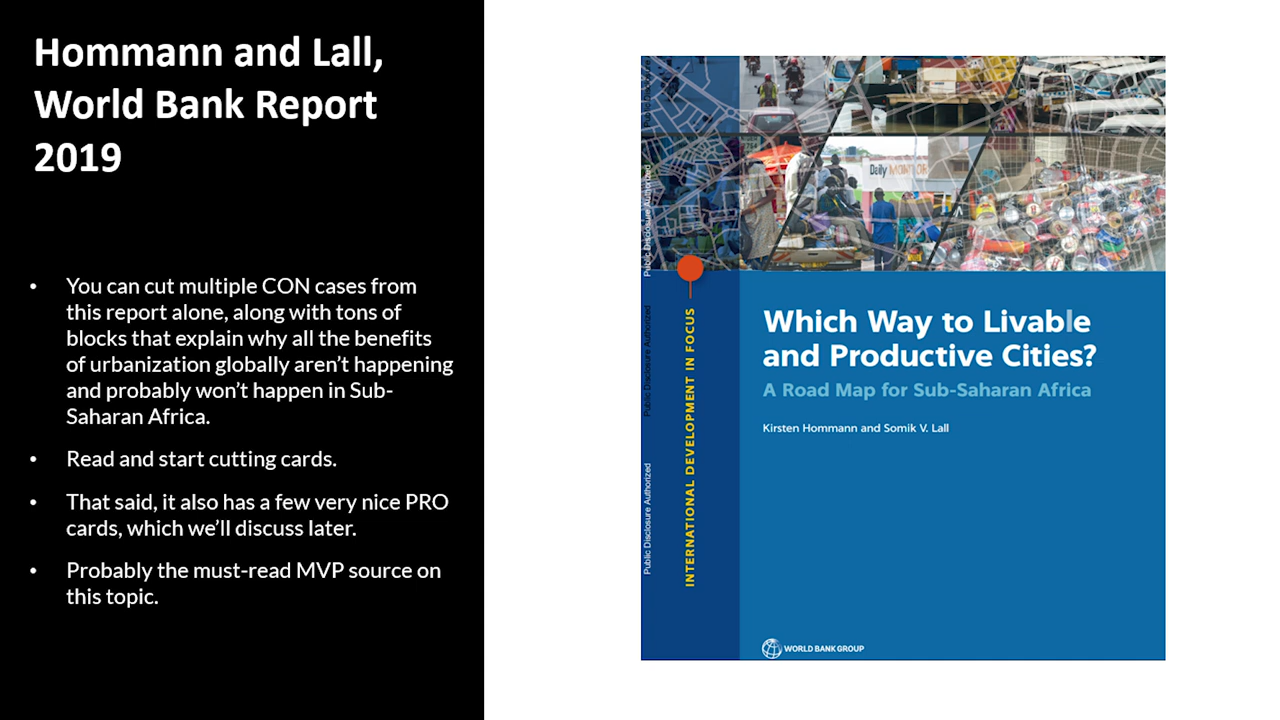 Hommann and Lall,
World Bank Report
2019
• You can cut multiple CON cases from
this report alone, along with tons of
blocks that explain why all the benefits
of urbanization globally aren't happening
and probably won't happen in Sub-
Saharan Africa.
• Read and start cutting cards.
• That said, it also has a few very nice PRO
cards, which we'll discuss later.
• Probably the must-read MVP source on
this topic.
Public Disclosure Authorized
Public Disclosure Authorized
Public Disclosure Authorized
INTERNATIONAL DEVELOPMENT IN FOCUS
Daily
Which Way to Livable
and Productive Cities?
A Road Map for Sub-Saharan Africa
Kirsten Hommann and Somik V. Lall
WORLD BANK GROUP